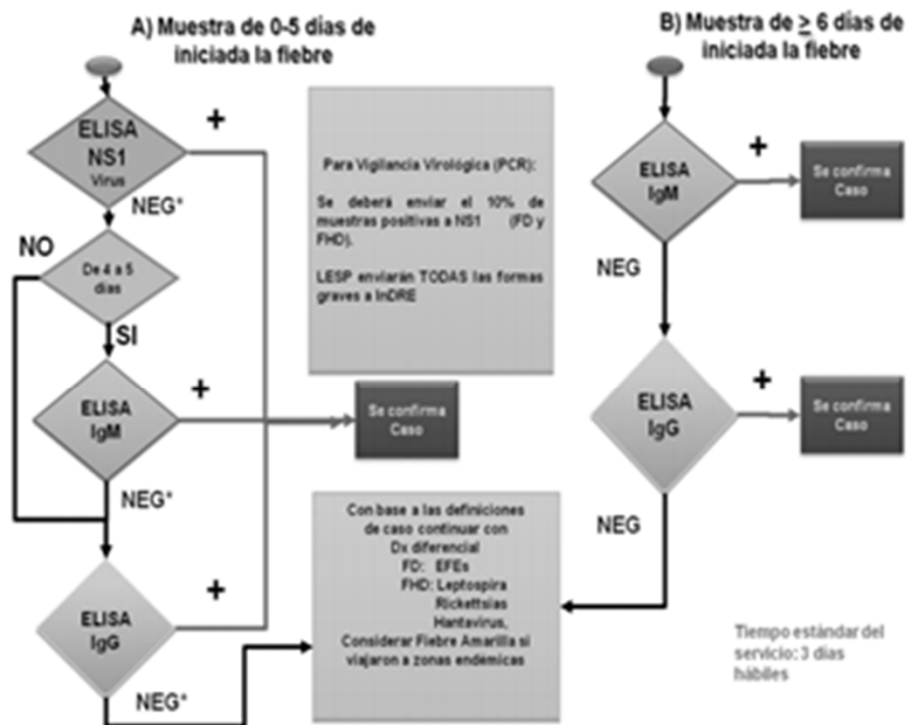 A) Muestra de 0-5 días de
iniciada la fiebre
ELISA
NS1
Virus
+
NEG*
NO
De 4 a 5
días
SI
ELISA
IgM
+
NEG*
ELISA
IgG
+
NEG*
Para Vigilancia Virológica (PCR):
Se deberá enviar el 10% de
muestras positivas a NS1 (FD y
FHD).
LESP enviarán TODAS las formas
graves a InDRE
Se confirma
Caso
Con base a las definiciones
de caso continuar con
Dx diferencial
FD: EFEs
FHD: Leptospira
Rickettsias
Hantavirus,
Considerar Fiebre Amarilla si
viajaron a zonas endémicas
B) Muestra de ≥ 6 días de
iniciada la fiebre
ELISA
IgM
+
Se confirma
Caso
NEG
ELISA
IgG
+
Se confirma
Caso
NEG
Tiempo estándar del
servicio: 3 días
hábiles